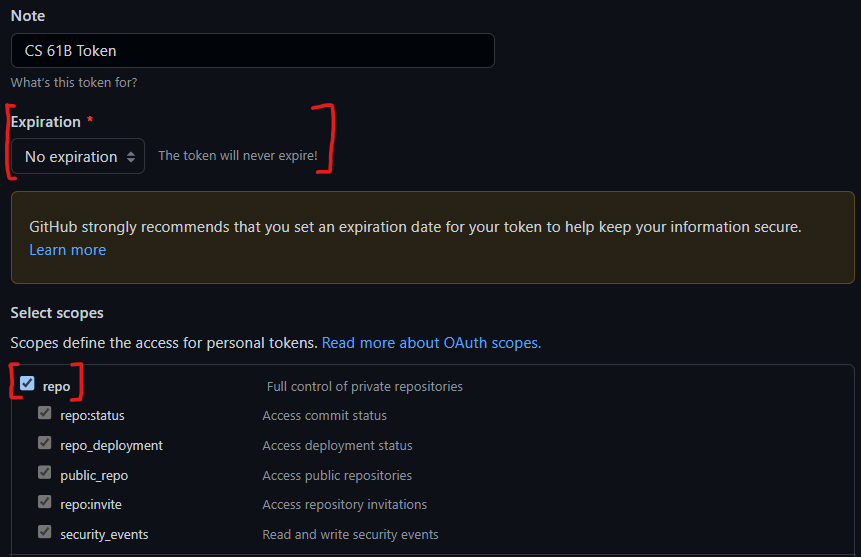 Note
CS 61B Token
What's this token for?
Expiration *
No expiration The token will never expire!
GitHub strongly recommends that you set an expiration date for your token to help keep your information secure.
Learn more
Select scopes
Scopes define the access for personal tokens. Read more about OAuth scopes.
repo Full control of private repositories
repo:status Access commit status
repo_deployment Access deployment status
public_repo Access public repositories
repo:invite Access repository invitations
security_events Read and write security events